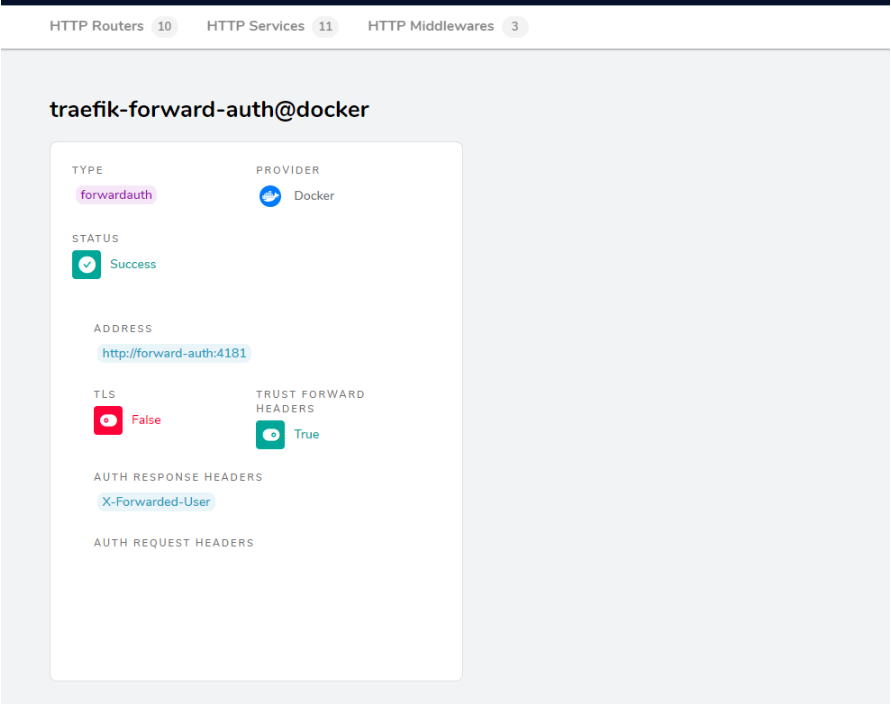 HTTP Routers 10 HTTP Services 11 HTTP Middlewares 3
traefik-forward-auth@docker
TYPE PROVIDER
forwardauth Docker
STATUS
Success
ADDRESS
http://forward-auth:4181
TLS TRUST FORWARD
HEADERS
False True
AUTH RESPONSE HEADERS
X-Forwarded-User
AUTH REQUEST HEADERS